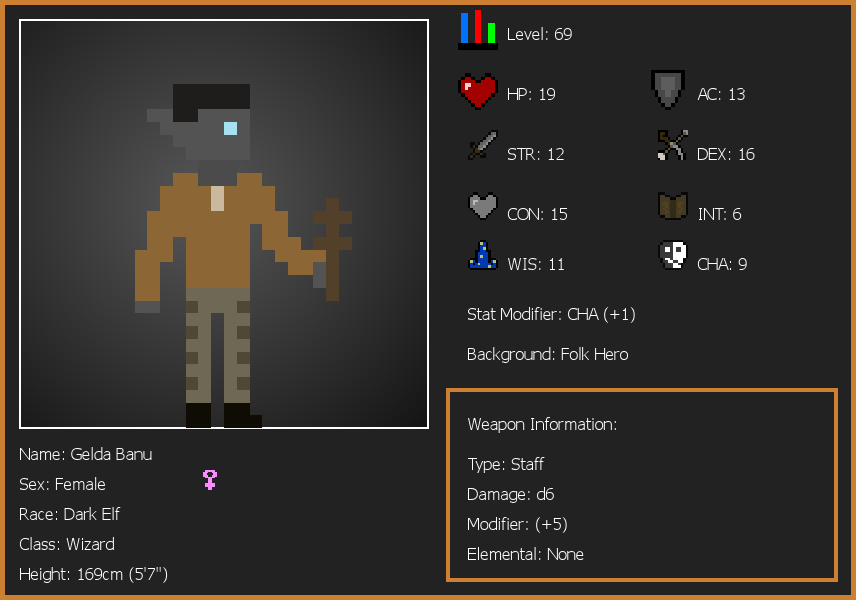 Level: 69
HP: 19
AC: 13
STR: 12
DEX: 16
CON: 15
INT: 6
WIS: 11
CHA: 9
Stat Modifier: CHA (+1)
Background: Folk Hero
Weapon Information:
Type: Staff
Damage: d6
Modifier: (+5)
Elemental: None
Name: Gelda Banu
Sex: Female
Race: Dark Elf
Class: Wizard
Height: 169cm (5'7")